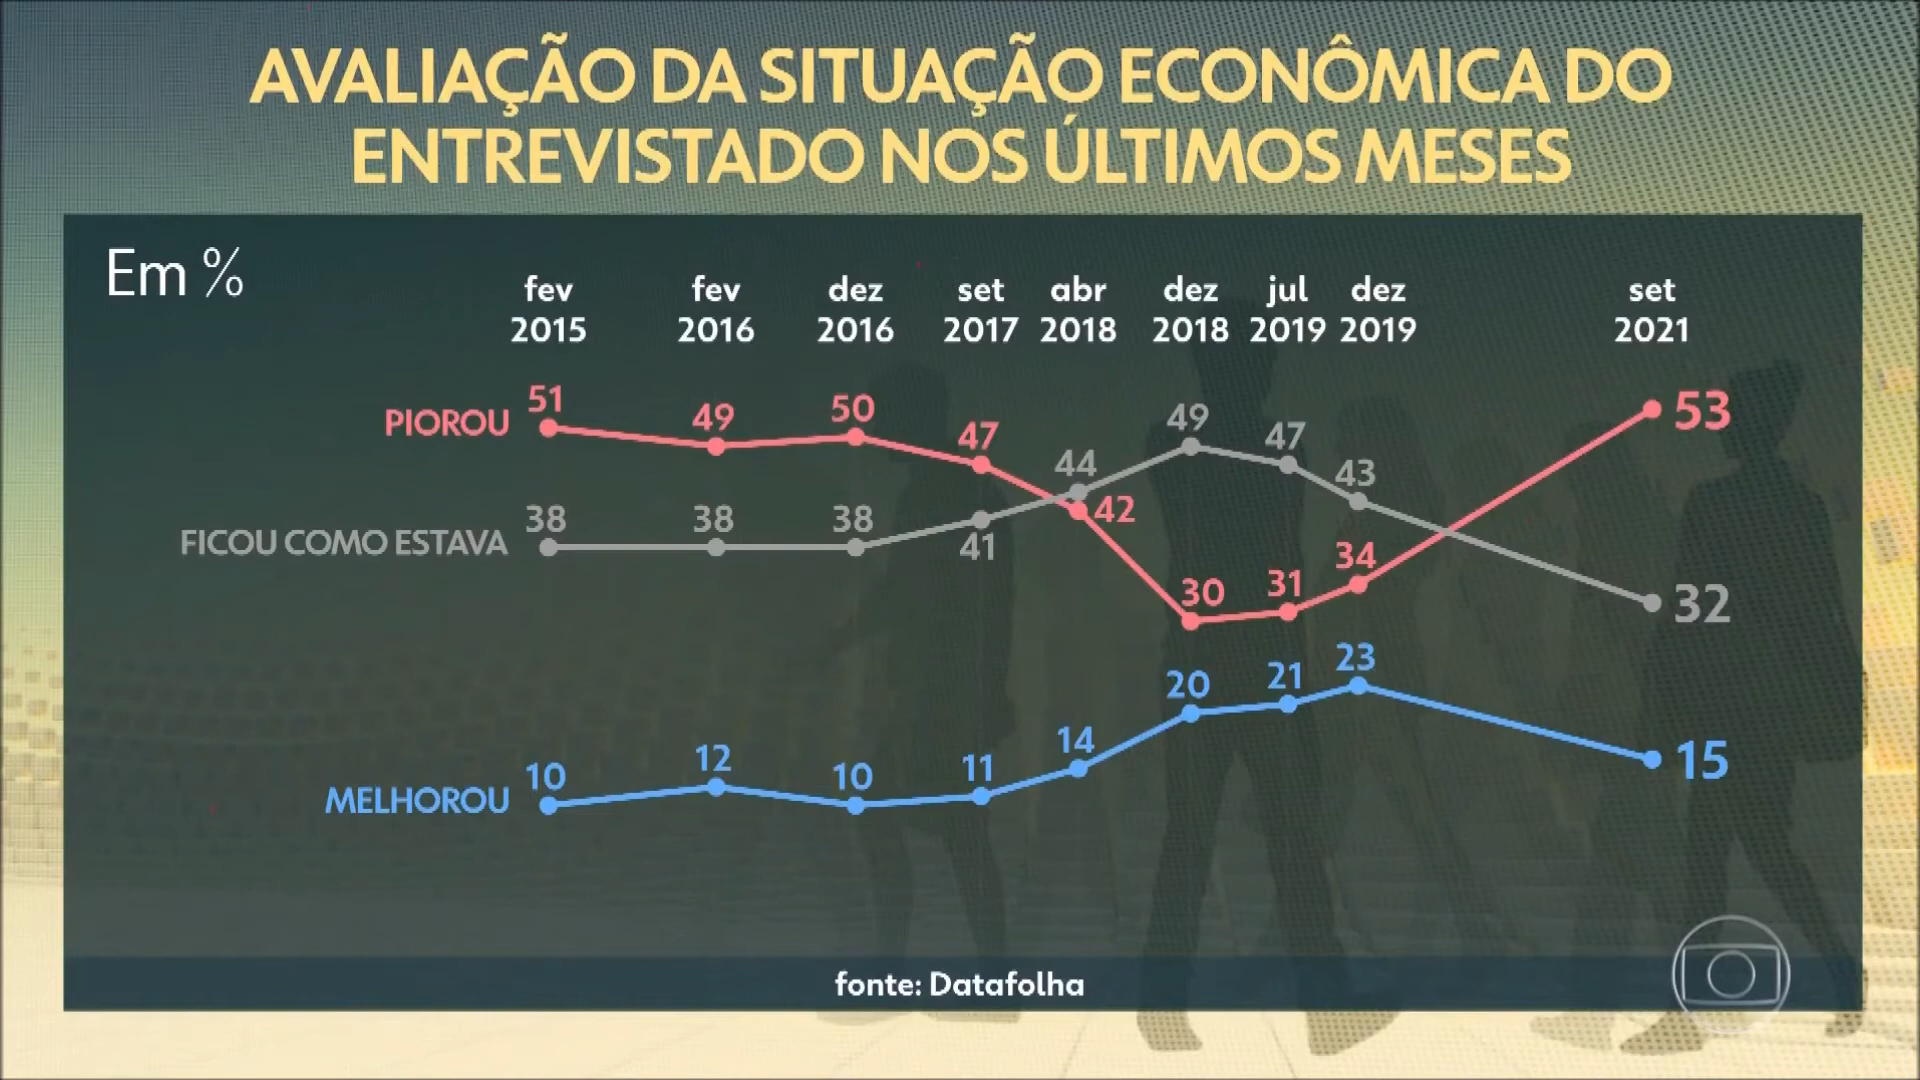 AVALIAÇÃO DA SITUAÇÃO ECONÔMICA DO
ENTREVISTADO NOS ÚLTIMOS MESES
Em %
fev fev dez set abr dez jul dez set
2015 2016 2016 2017 2018 2018 2019 2019 2021
PIOROU 51 49 50 47 42 30 31 34 53
FICOU COMO ESTAVA 38 38 38 41 44 49 47 43 32
MELHOROU 10 12 10 11 14 20 21 23 15
fonte: Datafolha